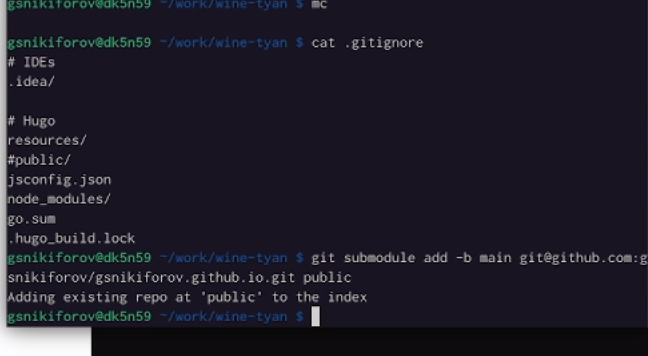 gsnikiforov@dk5n59 ~/work/wine-tyan $ mc
gsnikiforov@dk5n59 ~/work/wine-tyan $ cat .gitignore
# IDEs
.idea/
# Hugo
resources/
#public/
jsconfig.json
node_modules/
go.sum
.hugo_build.lock
gsnikiforov@dk5n59 ~/work/wine-tyan $ git submodule add -b main git@github.com:g
snikiforov/gsnikiforov.github.io.git public
Adding existing repo at 'public' to the index
gsnikiforov@dk5n59 ~/work/wine-tyan $